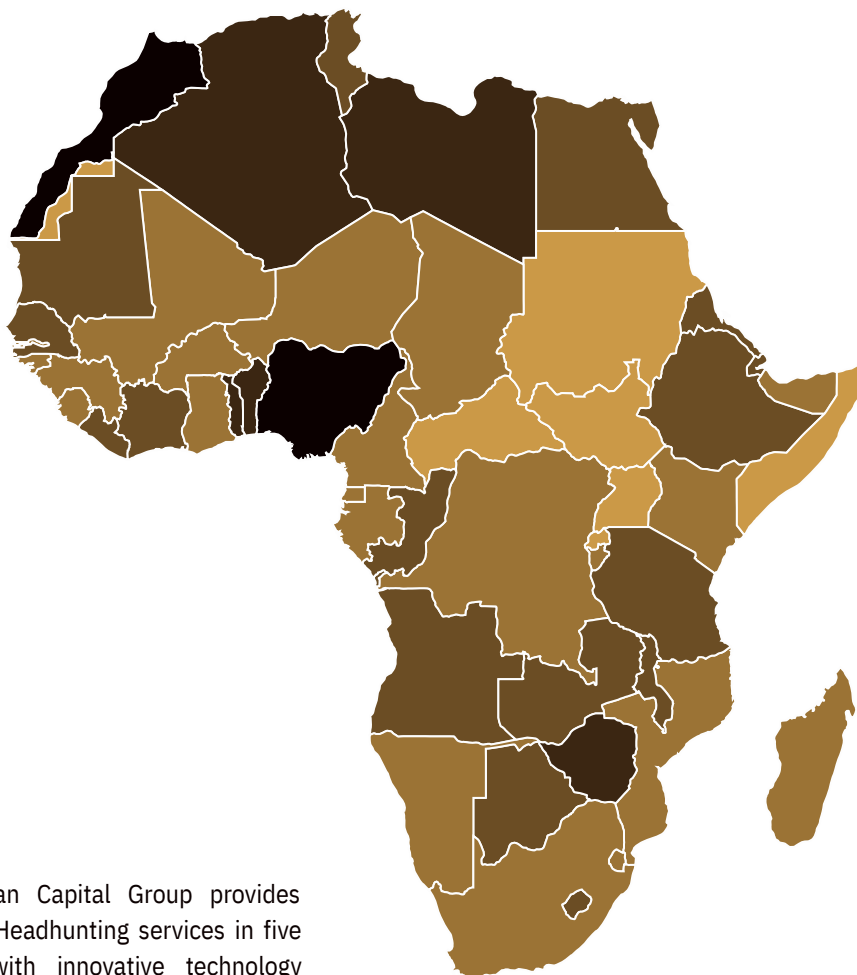 an Capital Group provides
Headhunting services in five
with innovative technology